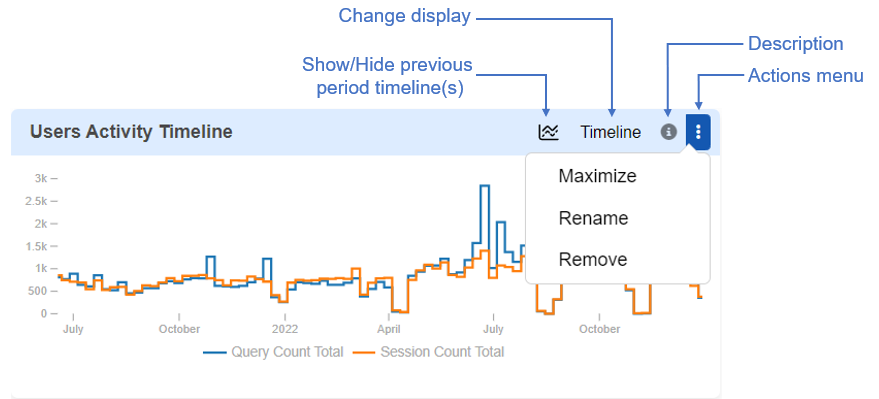 Change display
Description
Show/Hide previous
period timeline(s)
Actions menu
Users Activity Timeline
Timeline
Maximize
Rename
Remove
3k
2.5k
2k
1.5k
1k
500
0
July
October
2022
April
July
October
Query Count Total
Session Count Total